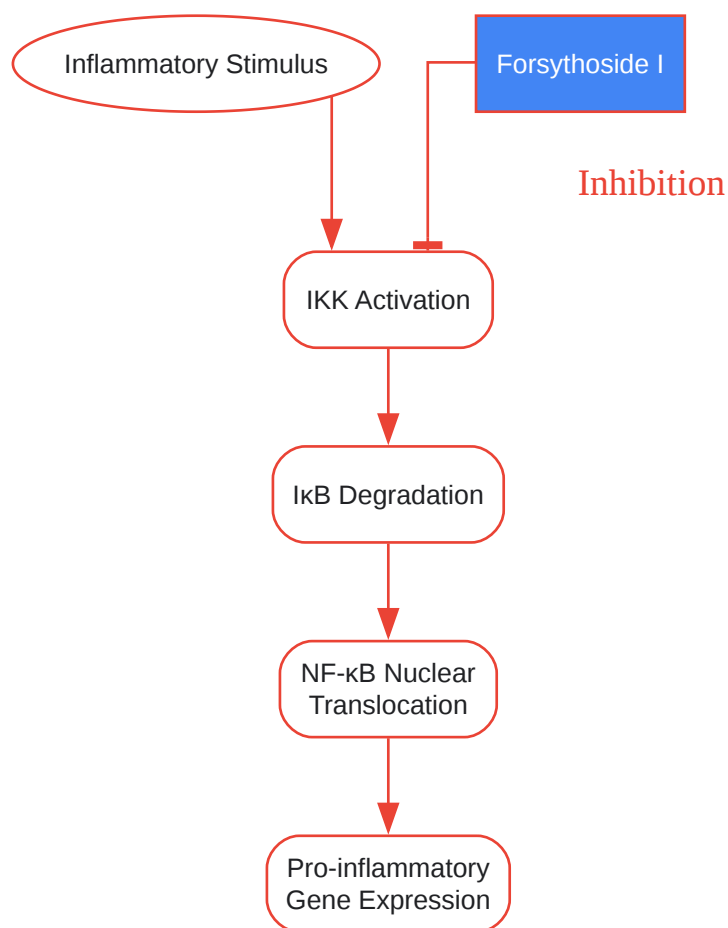 Inflammatory Stimulus
Forsythoside I
Inhibition
IKK Activation
IκB Degradation
NF-κB Nuclear
Translocation
Pro-inflammatory
Gene Expression